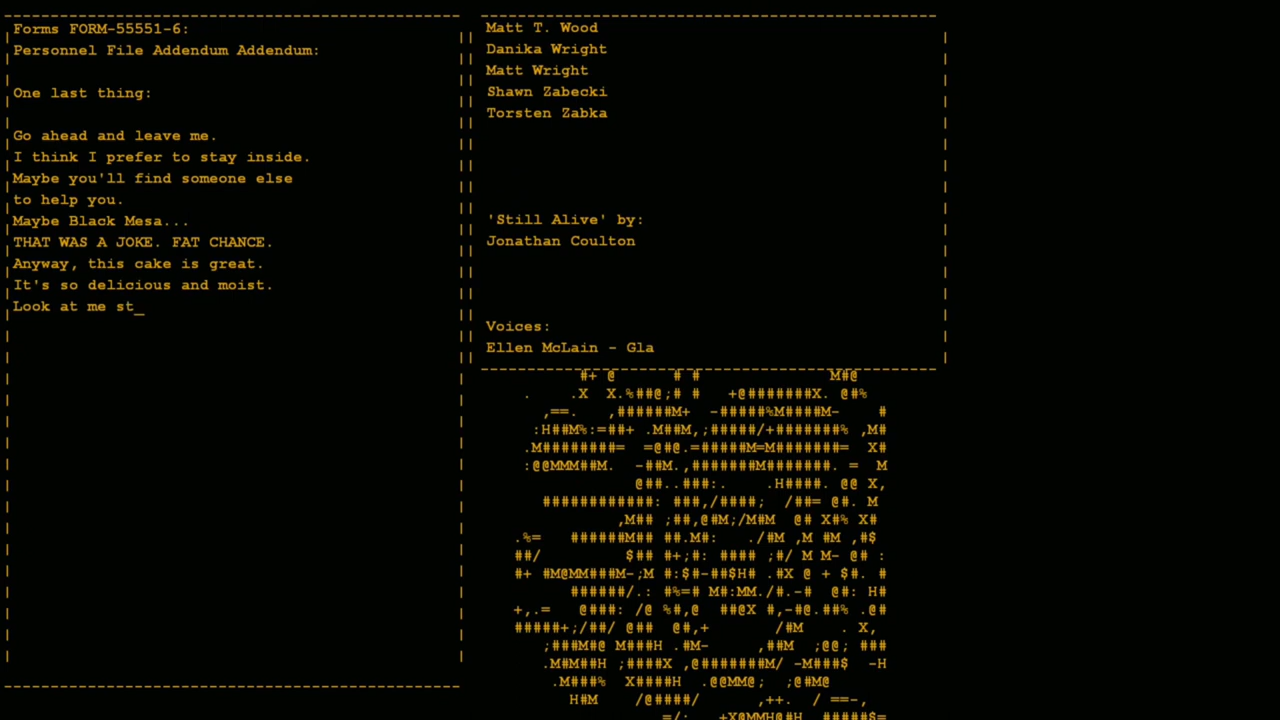 Forms FORM-55551-6:
Personnel File Addendum Addendum:
One last thing:
Go ahead and leave me.
I think I prefer to stay inside.
Maybe you'll find someone else
to help you.
Maybe Black Mesa...
THAT WAS A JOKE. FAT CHANCE.
Anyway, this cake is great.
It's so delicious and moist.
Look at me st_
Matt T. Wood
Danika Wright
Matt Wright
Shawn Zabecki
Torsten Zabka
'Still Alive' by:
Jonathan Coulton
Voices:
Ellen McLain - Gla